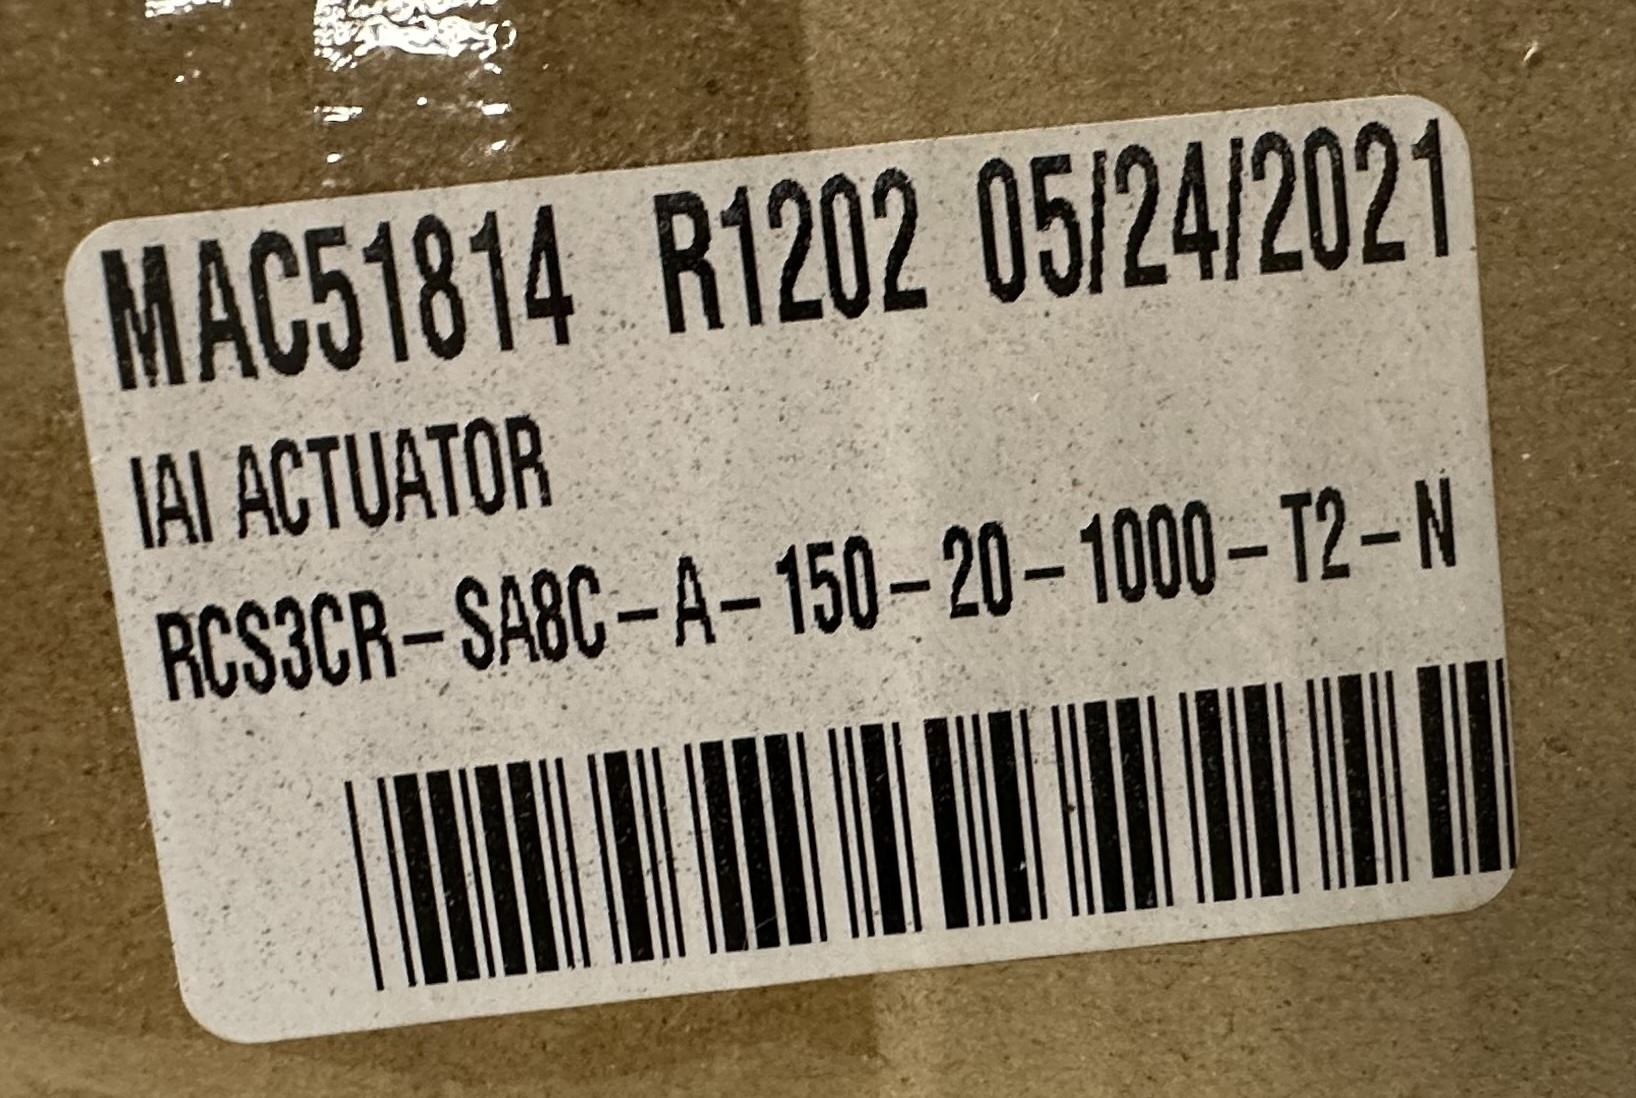 MAC51814 R1202 05/24/2021
IAI ACTUATOR
RCS3CR-SA8C-A-150-20-1000-T2-N